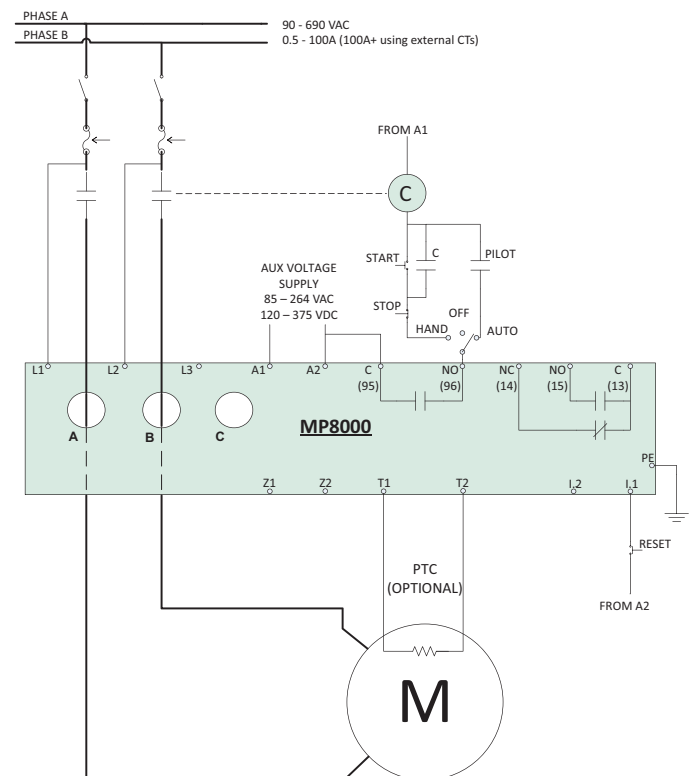 PHASE A
PHASE B
90 - 690 VAC
0.5 - 100A (100A+ using external CTs)
FROM A1
C
START
C
PILOT
AUX VOLTAGE
SUPPLY
85 – 264 VAC
120 – 375 VDC
STOP
OFF
HAND
AUTO
L1
L2
L3
A1
A2
C
(95)
NO
(96)
NC
(14)
NO
(15)
C
(13)
A
B
C
MP8000
PE
Z1
Z2
T1
T2
I.2
I.1
RESET
PTC
(OPTIONAL)
FROM A2
M